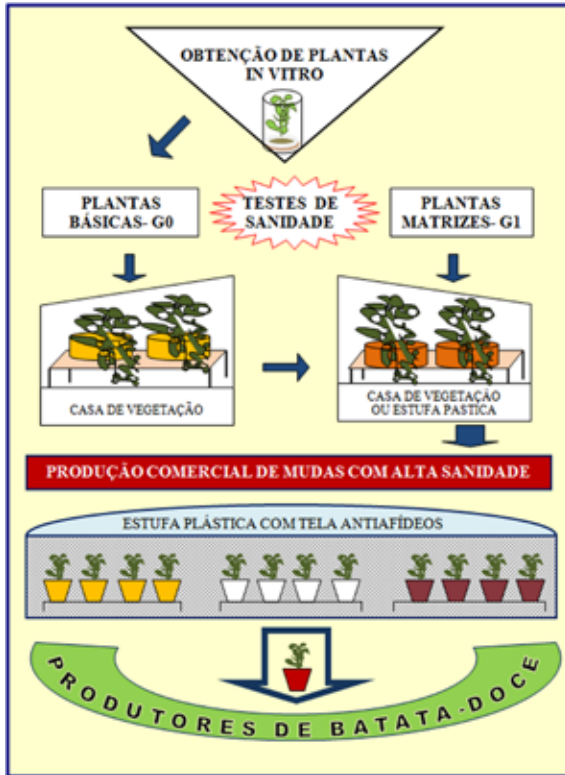 OBTENÇÃO DE PLANTAS
IN VITRO
PLANTAS
BÁSICAS- G0
TESTES DE
SANIDADE
PLANTAS
MATRIZES- G1
CASA DE VEGETAÇÃO
CASA DE VEGETAÇÃO
OU ESTUFA PASTICA
PRODUÇÃO COMERCIAL DE MUDAS COM ALTA SANIDADE
ESTUFA PLÁSTICA COM TELA ANTIAFÍDEOS
PRODUTORES DE BATATA-DOCE